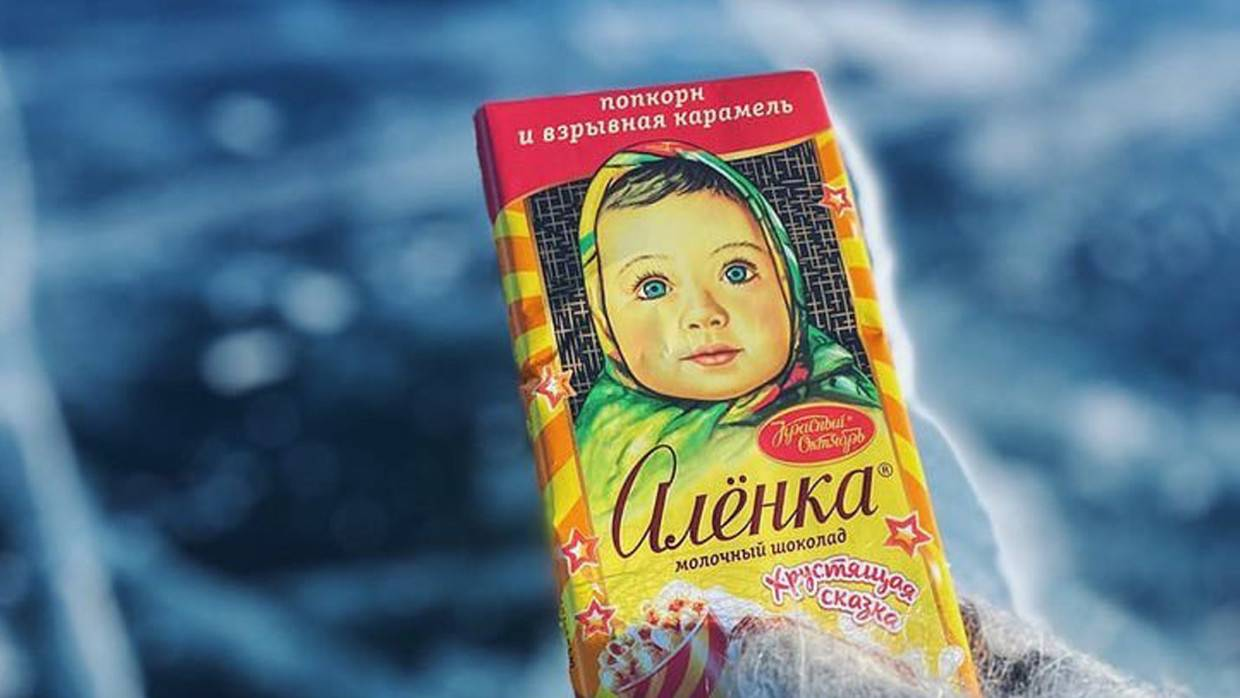 попкорн
и взрывная карамель
Красный
Октябрь
Алёнка®
молочный шоколад
Хрустящая
сказка